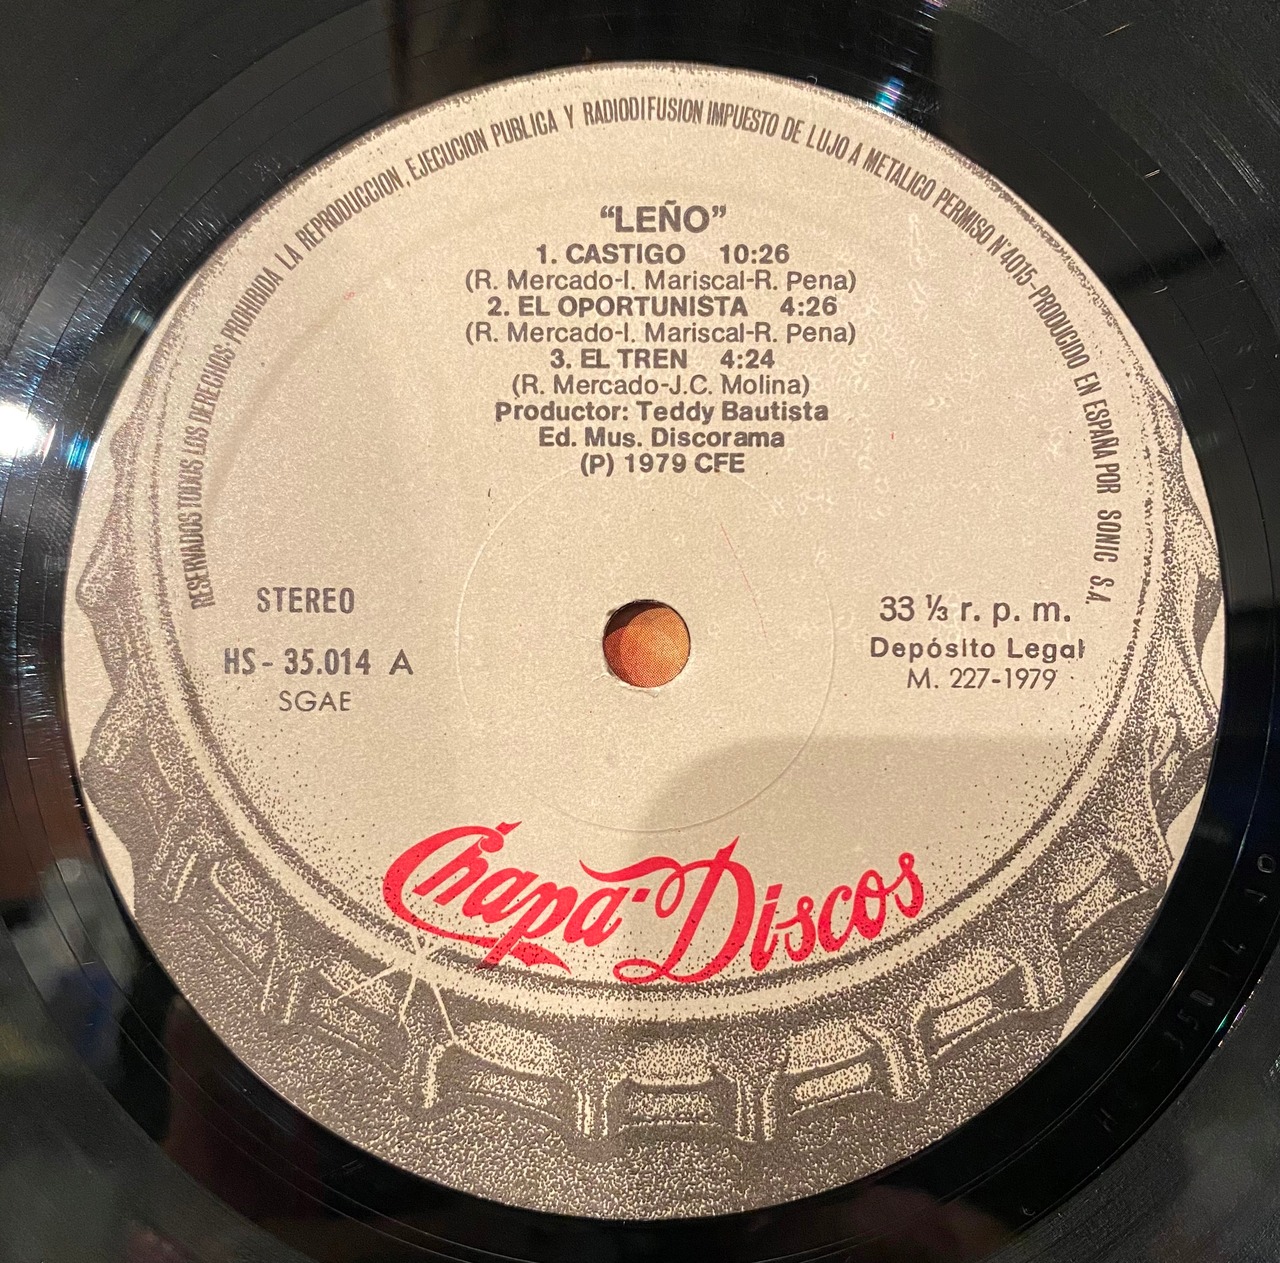 RESERVADOS TODOS LOS DERECHOS PROHIBIDA LA REPRODUCCION, EJECUCION PUBLICA Y RADIODIFUSION IMPUESTO DE LUJO A METALICO PERMISO Nº4015-PRODUCIDO EN ESPAÑA POR SONIC S.A.
“LEÑO”
1. CASTIGO 10:26
(R. Mercado-I. Mariscal-R. Pena)
2. EL OPORTUNISTA 4:26
(R. Mercado-I. Mariscal-R. Pena)
3. EL TREN 4:24
(R. Mercado-J.C. Molina)
Productor: Teddy Bautista
Ed. Mus. Discorama
(P) 1979 CFE
STEREO
HS - 35.014 A
SGAE
33 ⅓ r. p. m.
Depósito Legal
M. 227-1979
Chapa-Discos